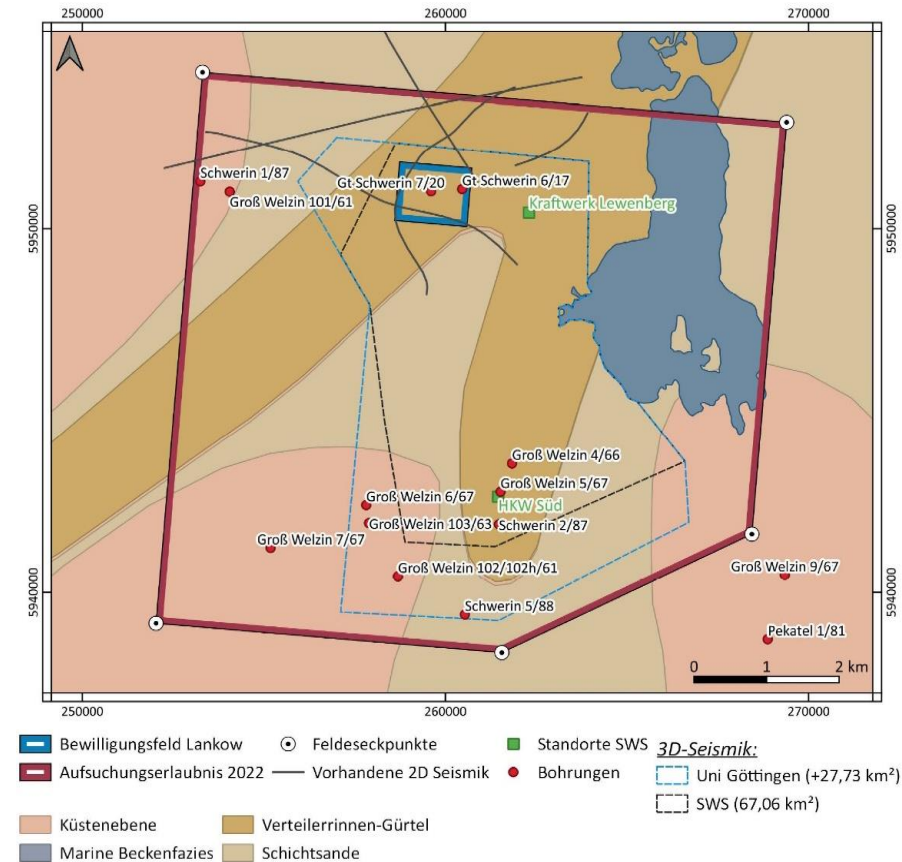 250000 260000 270000
Schwerin 1/87
Gt Schwerin 7/20
Gt Schwerin 6/17
Groß Welzin 101/61
Kraftwerk Lewenberg
5950000
5950000
Groß Welzin 4/66
Groß Welzin 5/67
Groß Welzin 6/67
HKW Süd
Groß Welzin 103/63
Schwerin 2/87
Groß Welzin 7/67
Groß Welzin 102/102h/61
Groß Welzin 9/67
5940000
5940000
Schwerin 5/88
Pekatel 1/81
0 1 2 km
250000 260000 270000
Bewilligungsfeld Lankow
Feldeseckpunkte
Standorte SWS
3D-Seismik:
Aufsuchungserlaubnis 2022
Vorhandene 2D Seismik
Bohrungen
Uni Göttingen (+27,73 km²)
SWS (67,06 km²)
Küstenebene
Verteilerrinnen-Gürtel
Marine Beckenfazies
Schichtsande